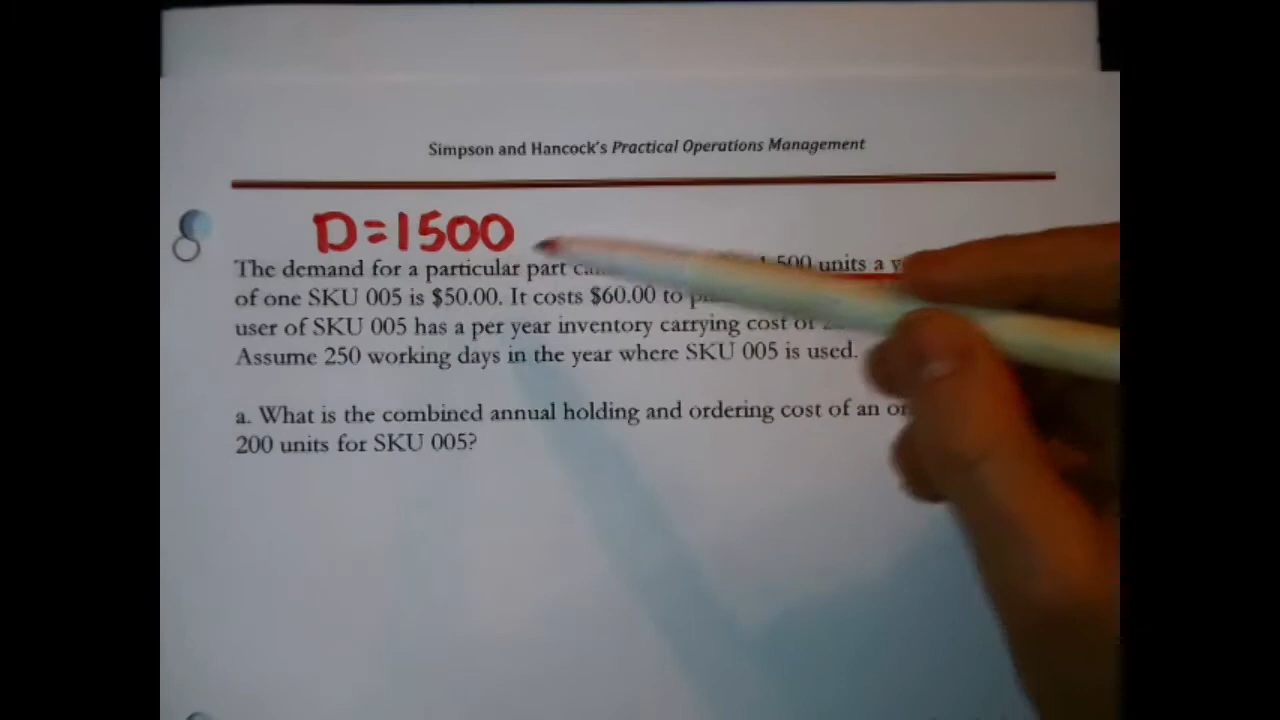 Simpson and Hancock's Practical Operations Management
D=1500
The demand for a particular part 1,500 units a
of one SKU 005 is $50.00. It costs $60.00 to
user of SKU 005 has a per year inventory carrying cost of
Assume 250 working days in the year where SKU 005 is used.
a. What is the combined annual holding and ordering cost of an
200 units for SKU 005?